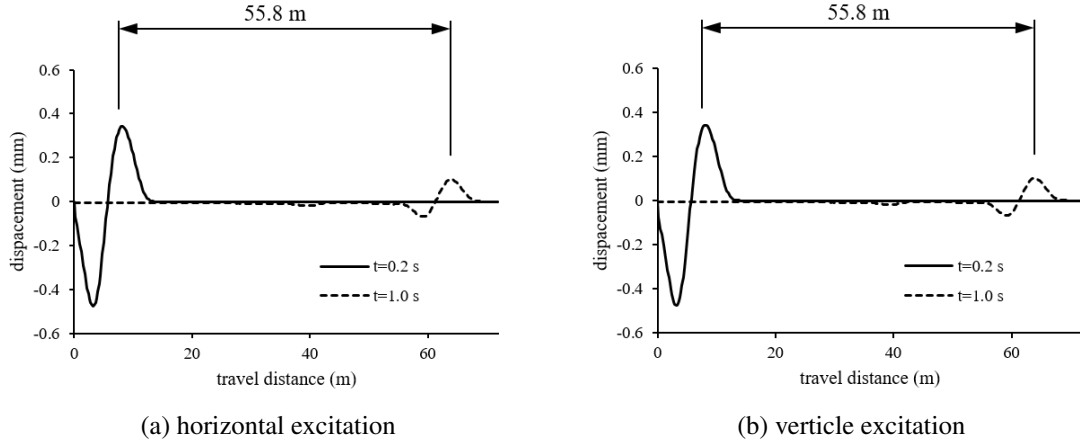 55.8 m
0.6
0.4
0.2
0
-0.2
-0.4
-0.6
dispacement (mm)
t=0.2 s
t=1.0 s
0 20 40 60
travel distance (m)
(a) horizontal excitation
55.8 m
0.6
0.4
0.2
0
-0.2
-0.4
-0.6
dispacement (mm)
t=0.2 s
t=1.0 s
0 20 40 60
travel distance (m)
(b) verticle excitation